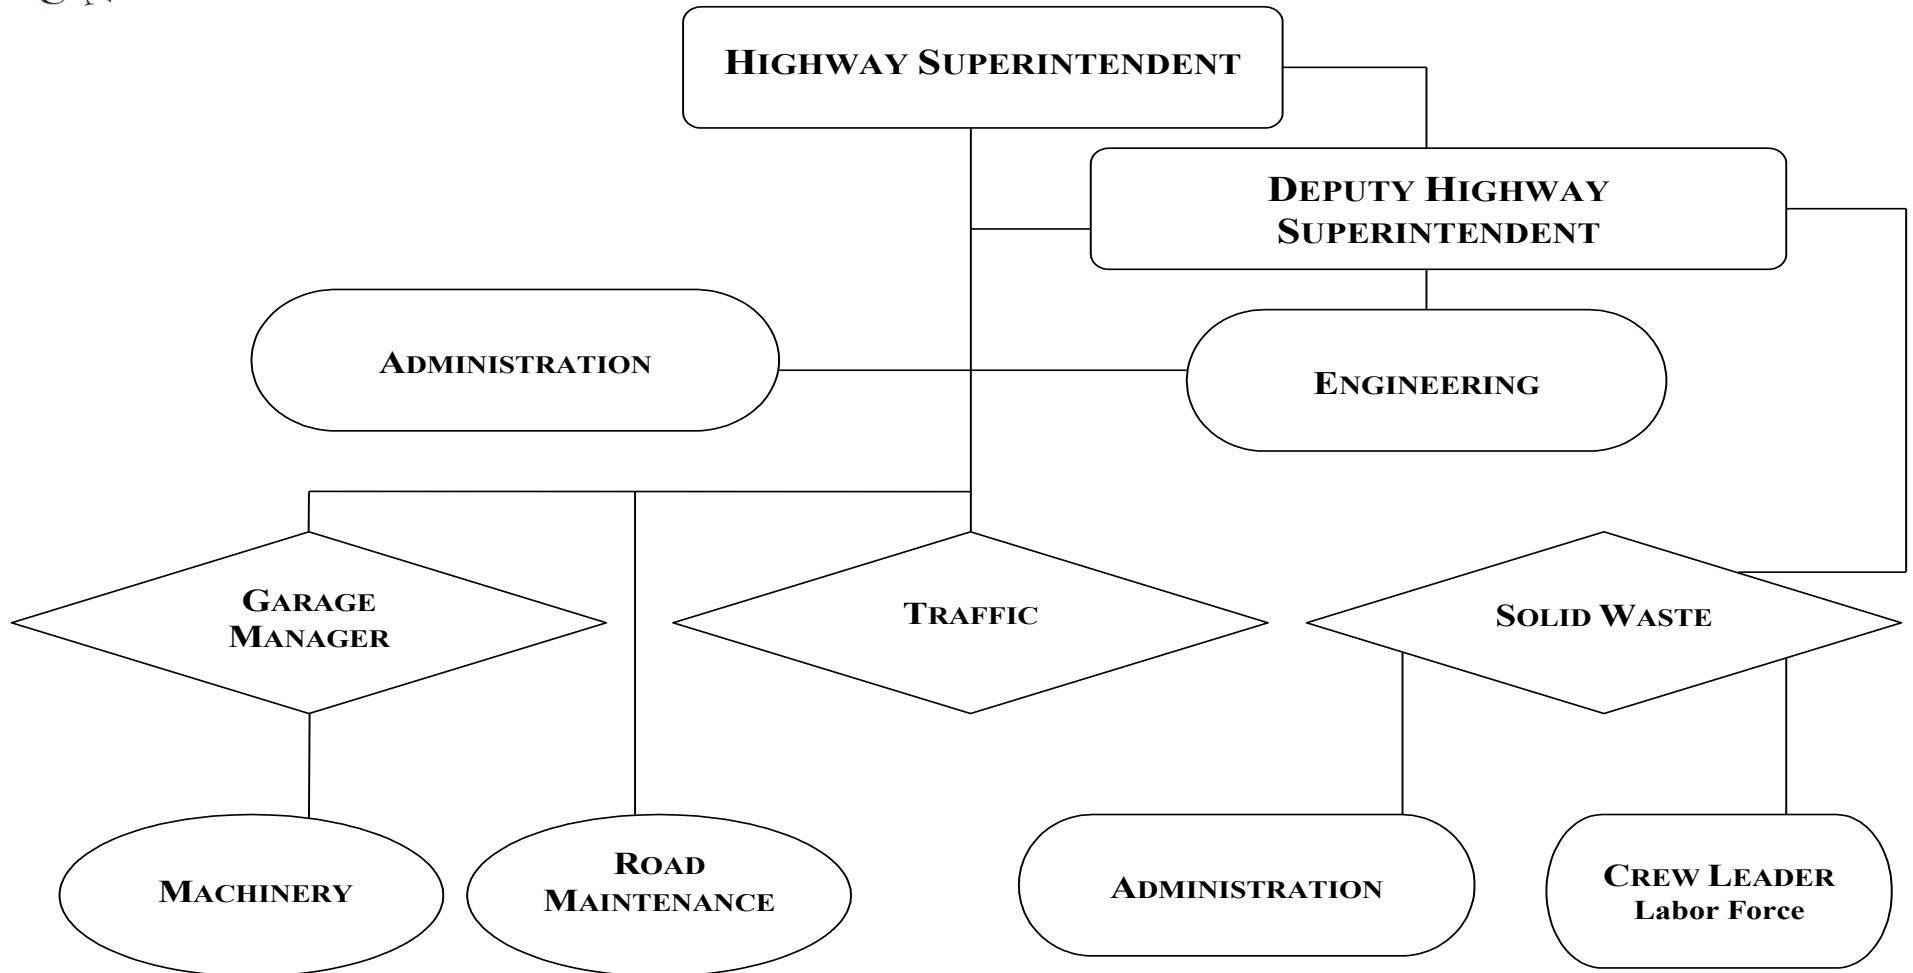 HIGHWAY SUPERINTENDENT
DEPUTY HIGHWAY
SUPERINTENDENT
ADMINISTRATION
ENGINEERING
GARAGE
MANAGER
TRAFFIC
SOLID WASTE
MACHINERY
ROAD
MAINTENANCE
ADMINISTRATION
CREW LEADER
Labor Force